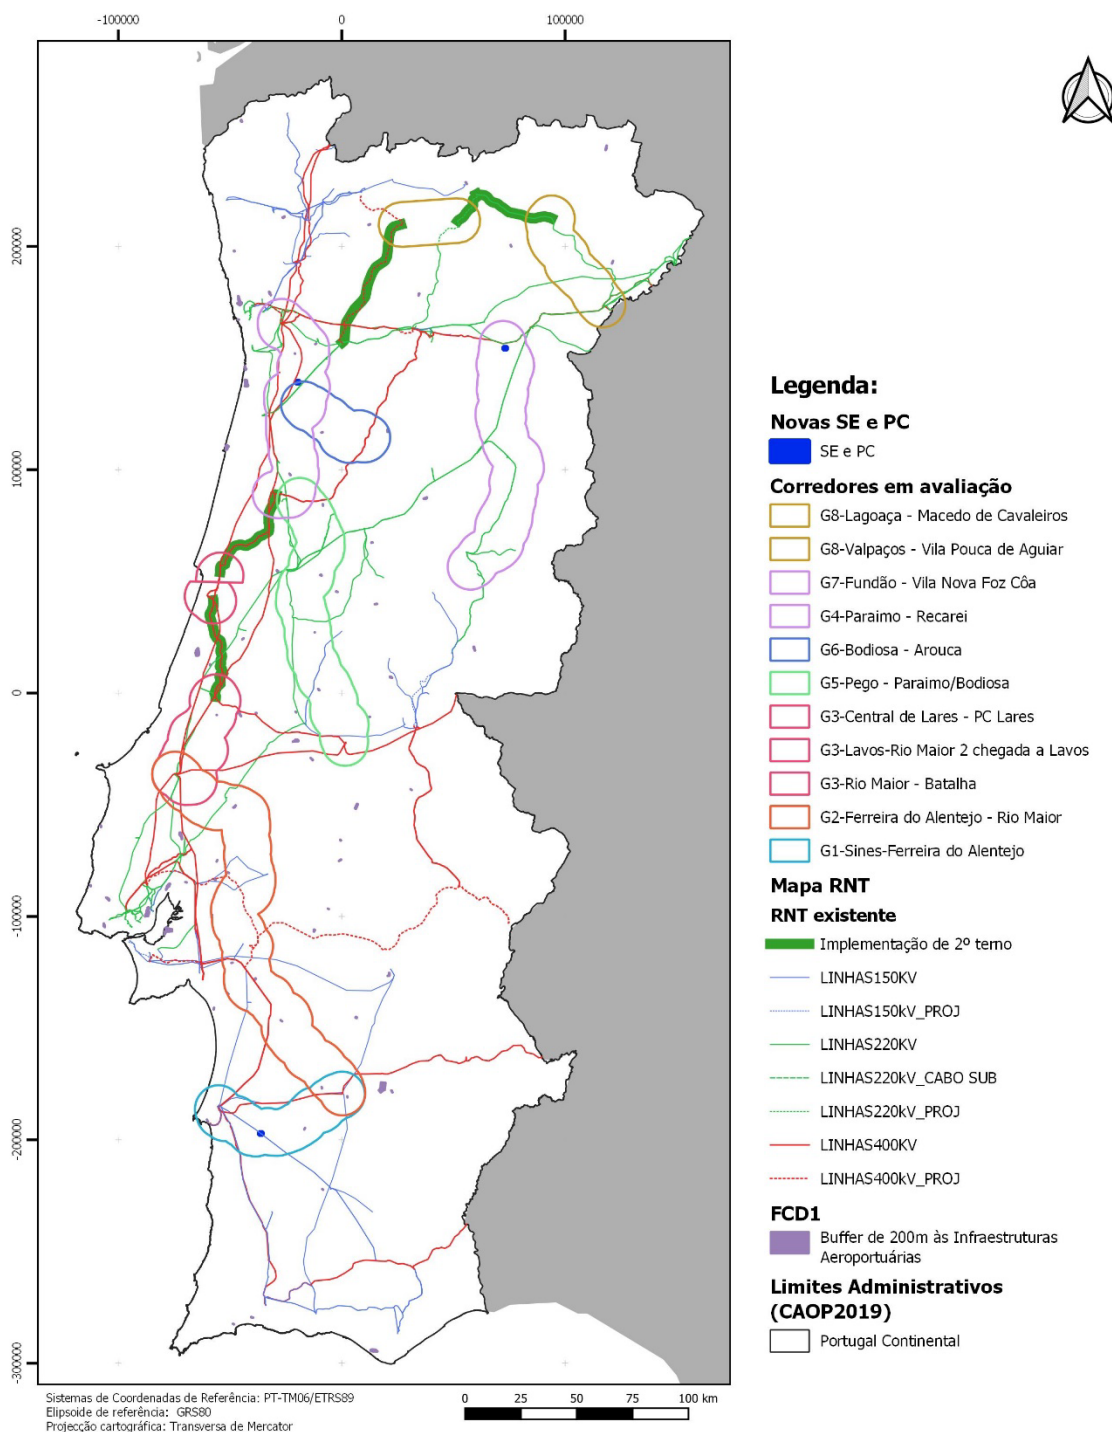 -100000
0
100000
200000
100000
0
-100000
-200000
-300000
Legenda:
Novas SE e PC
SE e PC
Corredores em avaliação
G8-Lagoaça - Macedo de Cavaleiros
G8-Valpaços - Vila Pouca de Aguiar
G7-Fundão - Vila Nova Foz Côa
G4-Paraimo - Recarei
G6-Bodiosa - Arouca
G5-Pego - Paraimo/Bodiosa
G3-Central de Lares - PC Lares
G3-Lavos-Rio Maior 2 chegada a Lavos
G3-Rio Maior - Batalha
G2-Ferreira do Alentejo - Rio Maior
G1-Sines-Ferreira do Alentejo
Mapa RNT
RNT existente
Implementação de 2º terno
LINHAS150KV
LINHAS150kV_PROJ
LINHAS220KV
LINHAS220kV_CABO SUB
LINHAS220kV_PROJ
LINHAS400KV
LINHAS400kV_PROJ
FCD1
Buffer de 200m às Infraestruturas
Aeroportuárias
Limites Administrativos
(CAOP2019)
Portugal Continental
Sistemas de Coordenadas de Referência: PT-TM06/ETRS89
Elipsoide de referência: GRS80
Projecção cartográfica: Transversa de Mercator
0 25 50 75 100 km